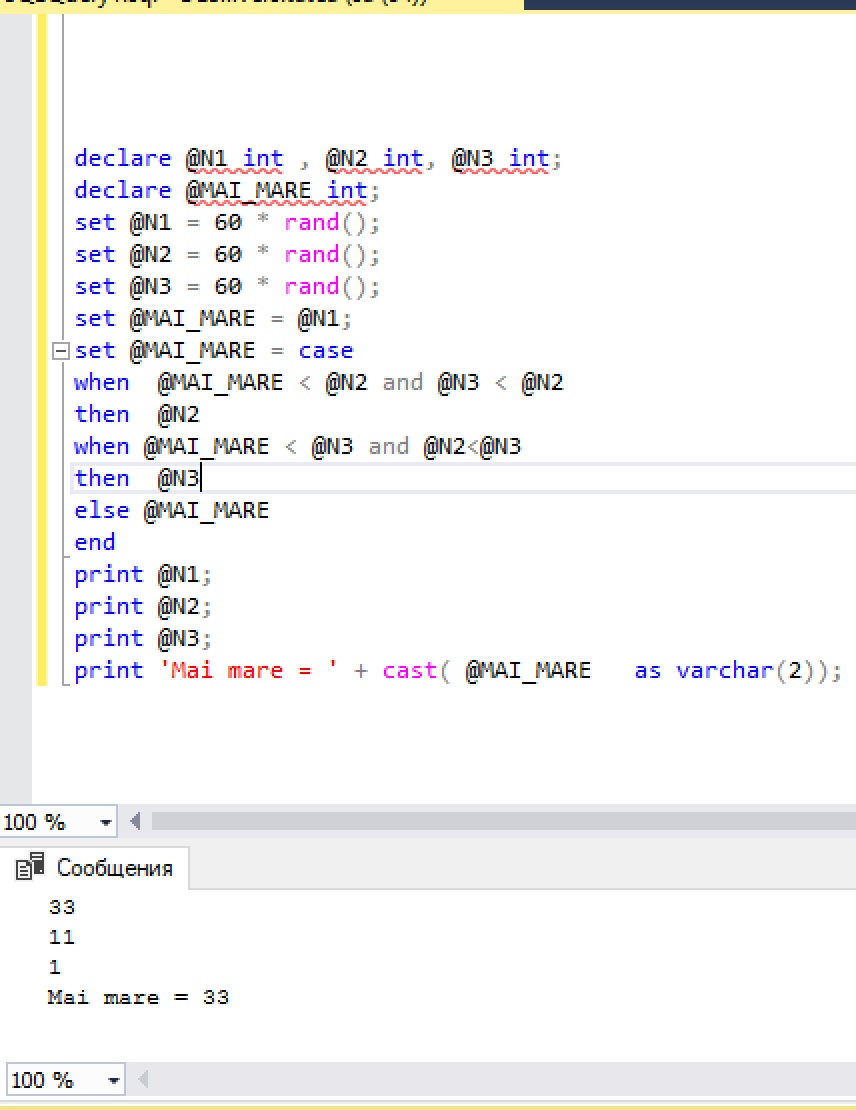 declare @N1 int , @N2 int, @N3 int;
declare @MAI_MARE int;
set @N1 = 60 * rand();
set @N2 = 60 * rand();
set @N3 = 60 * rand();
set @MAI_MARE = @N1;
set @MAI_MARE = case
when  @MAI_MARE < @N2 and @N3 < @N2
then  @N2
when @MAI_MARE < @N3 and @N2<@N3
then  @N3
else @MAI_MARE
end
print @N1;
print @N2;
print @N3;
print 'Mai mare = ' + cast( @MAI_MARE   as varchar(2));
100 %
Сообщения
33
11
1
Mai mare = 33
100 %